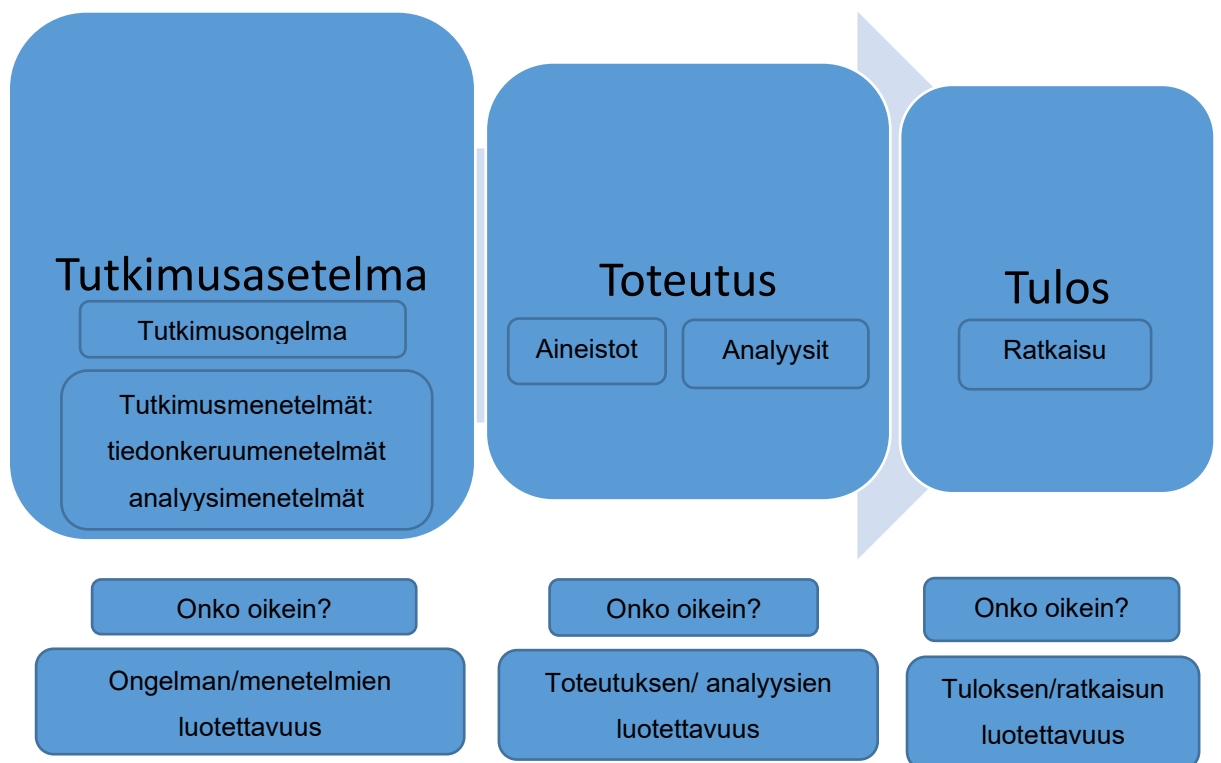 Tutkimusasetelma
Tutkimusongelma
Tutkimusmenetelmät:
tiedonkeruumenetelmät
analyysimenetelmät
Toteutus
Aineistot
Analyysit
Tulos
Ratkaisu
Onko oikein?
Ongelman/menetelmien
luotettavuus
Onko oikein?
Toteutuksen/ analyysien
luotettavuus
Onko oikein?
Tuloksen/ratkaisun
luotettavuus